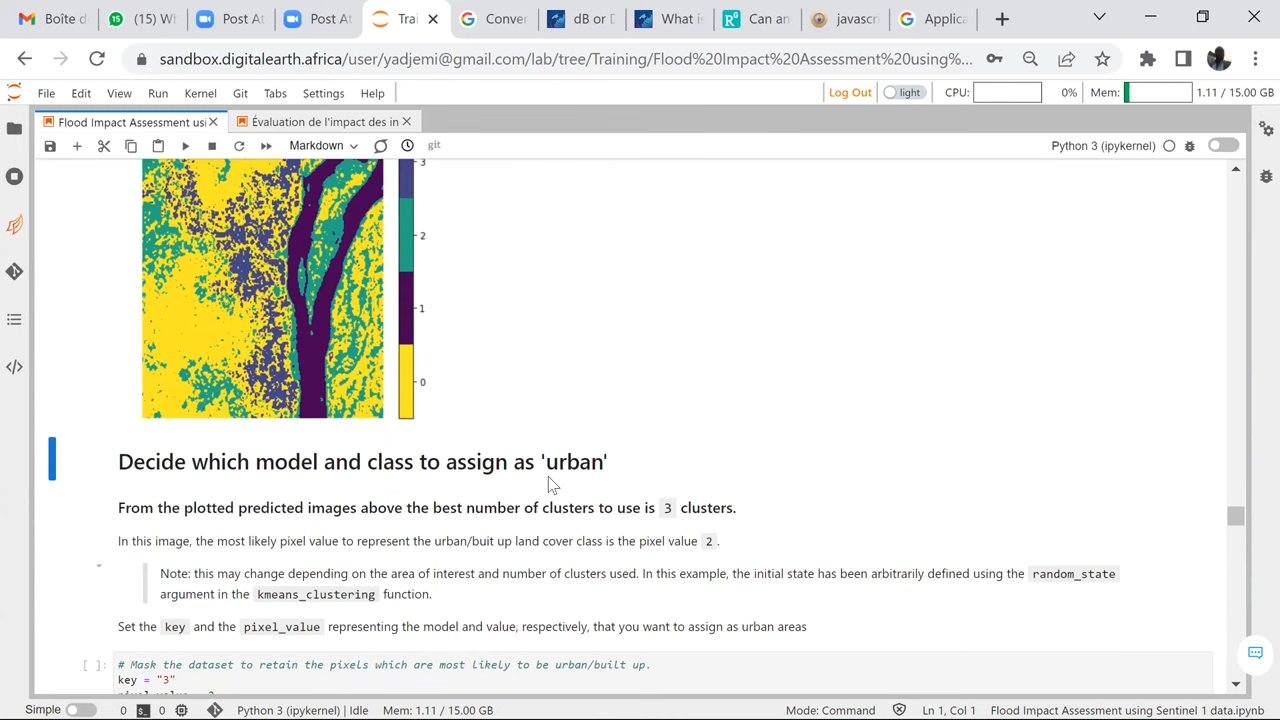 Boîte d
(15) Wh
Post At
Post At
Trai
Conver
dB or D
What is
Can an
javascri
Applica
sandbox.digitalearth.africa/user/yadjemi@gmail.com/lab/tree/Training/Flood%20Impact%20Assessment%20using%...
File Edit View Run Kernel Git Tabs Settings Help
Log Out light CPU: 0% Mem: 1.11 / 15.00 GB
Flood Impact Assessment usi
Évaluation de l'impact des in
Markdown git Python 3 (ipykernel)
3
2
1
0
Decide which model and class to assign as 'urban'
From the plotted predicted images above the best number of clusters to use is 3 clusters.
In this image, the most likely pixel value to represent the urban/buit up land cover class is the pixel value 2.
Note: this may change depending on the area of interest and number of clusters used. In this example, the initial state has been arbitrarily defined using the random_state
argument in the kmeans_clustering function.
Set the key and the pixel_value representing the model and value, respectively, that you want to assign as urban areas
[ ]: # Mask the dataset to retain the pixels which are most likely to be urban/built up.
key = "3"
Simple 0 0 Python 3 (ipykernel) | Idle Mem: 1.11 / 15.00 GB Mode: Command Ln 1, Col 1 Flood Impact Assessment using Sentinel 1 data.ipynb